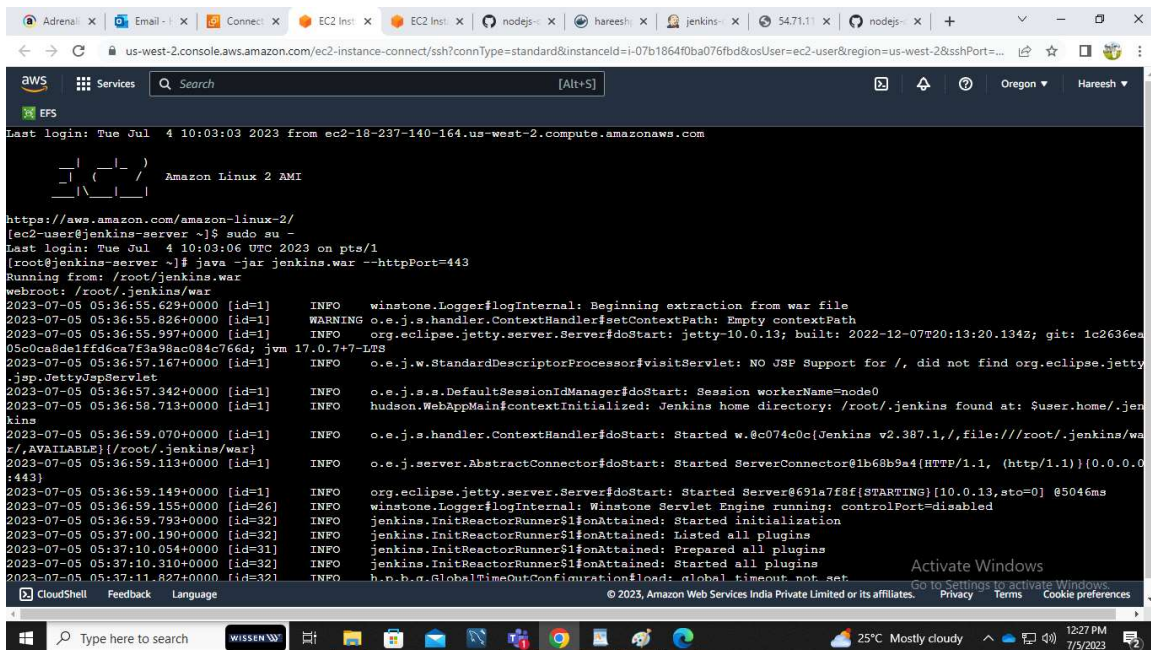 Adrenali
Email - H
Connect
EC2 Inst
EC2 Inst
nodejs-
hareesh
jenkins-
54.71.11
nodejs-
us-west-2.console.aws.amazon.com/ec2-instance-connect/ssh?connType=standard&instanceId=i-07b1864f0ba076fbd&osUser=ec2-user&region=us-west-2&sshPort=...
aws Services Search [Alt+S] Oregon Hareesh
EFS
Last login: Tue Jul  4 10:03:03 2023 from ec2-18-237-140-164.us-west-2.compute.amazonaws.com
       __|  __|_  )
       _|  (     /   Amazon Linux 2 AMI
      ___|\___|___|
https://aws.amazon.com/amazon-linux-2/
[ec2-user@jenkins-server ~]$ sudo su -
Last login: Tue Jul  4 10:03:06 UTC 2023 on pts/1
[root@jenkins-server ~]# java -jar jenkins.war --httpPort=443
Running from: /root/jenkins.war
webroot: /root/.jenkins/war
2023-07-05 05:36:55.629+0000 [id=1] INFO winstone.Logger#logInternal: Beginning extraction from war file
2023-07-05 05:36:55.826+0000 [id=1] WARNING o.e.j.s.handler.ContextHandler#setContextPath: Empty contextPath
2023-07-05 05:36:55.997+0000 [id=1] INFO org.eclipse.jetty.server.Server#doStart: jetty-10.0.13; built: 2022-12-07T20:13:20.134Z; git: 1c2636ea
05c0ca8de1ffd6ca7f3a98ac084c766d; jvm 17.0.7+7-LTS
2023-07-05 05:36:57.167+0000 [id=1] INFO o.e.j.w.StandardDescriptorProcessor#visitServlet: NO JSP Support for /, did not find org.eclipse.jetty
.jsp.JettyJspServlet
2023-07-05 05:36:57.342+0000 [id=1] INFO o.e.j.s.s.DefaultSessionIdManager#doStart: Session workerName=node0
2023-07-05 05:36:58.713+0000 [id=1] INFO hudson.WebAppMain#contextInitialized: Jenkins home directory: /root/.jenkins found at: $user.home/.jen
kins
2023-07-05 05:36:59.070+0000 [id=1] INFO o.e.j.s.handler.ContextHandler#doStart: Started w.@c074c0c{Jenkins v2.387.1,/,file:///root/.jenkins/wa
r/,AVAILABLE}{/root/.jenkins/war}
2023-07-05 05:36:59.113+0000 [id=1] INFO o.e.j.server.AbstractConnector#doStart: Started ServerConnector@1b68b9a4{HTTP/1.1, (http/1.1)}{0.0.0.0
:443}
2023-07-05 05:36:59.149+0000 [id=1] INFO org.eclipse.jetty.server.Server#doStart: Started Server@691a7f8f{STARTING}[10.0.13,sto=0] @5046ms
2023-07-05 05:36:59.155+0000 [id=26] INFO winstone.Logger#logInternal: Winstone Servlet Engine running: controlPort=disabled
2023-07-05 05:36:59.793+0000 [id=32] INFO jenkins.InitReactorRunner$1#onAttained: Started initialization
2023-07-05 05:37:00.190+0000 [id=32] INFO jenkins.InitReactorRunner$1#onAttained: Listed all plugins
2023-07-05 05:37:10.054+0000 [id=31] INFO jenkins.InitReactorRunner$1#onAttained: Prepared all plugins
2023-07-05 05:37:10.310+0000 [id=32] INFO jenkins.InitReactorRunner$1#onAttained: Started all plugins
2023-07-05 05:37:11.827+0000 [id=32] INFO h.p.b.g.GlobalTimeOutConfiguration#load: global timeout not set
Activate Windows
Go to Settings to activate Windows.
CloudShell Feedback Language © 2023, Amazon Web Services India Private Limited or its affiliates. Privacy Terms Cookie preferences
Type here to search WISSEN 25°C Mostly cloudy 12:27 PM
7/5/2023
2